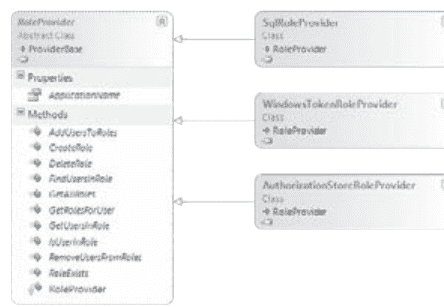 RoleProvider
Abstract Class
ProviderBase
Properties
ApplicationName
Methods
AddUsersToRoles
CreateRole
DeleteRole
FindUsersInRole
GetAllRoles
GetRolesForUser
GetUsersInRole
IsUserInRole
RemoveUsersFromRoles
RoleExists
RoleProvider
SqlRoleProvider
Class
RoleProvider
WindowsTokenRoleProvider
Class
RoleProvider
AuthorizationStoreRoleProvider
Class
RoleProvider